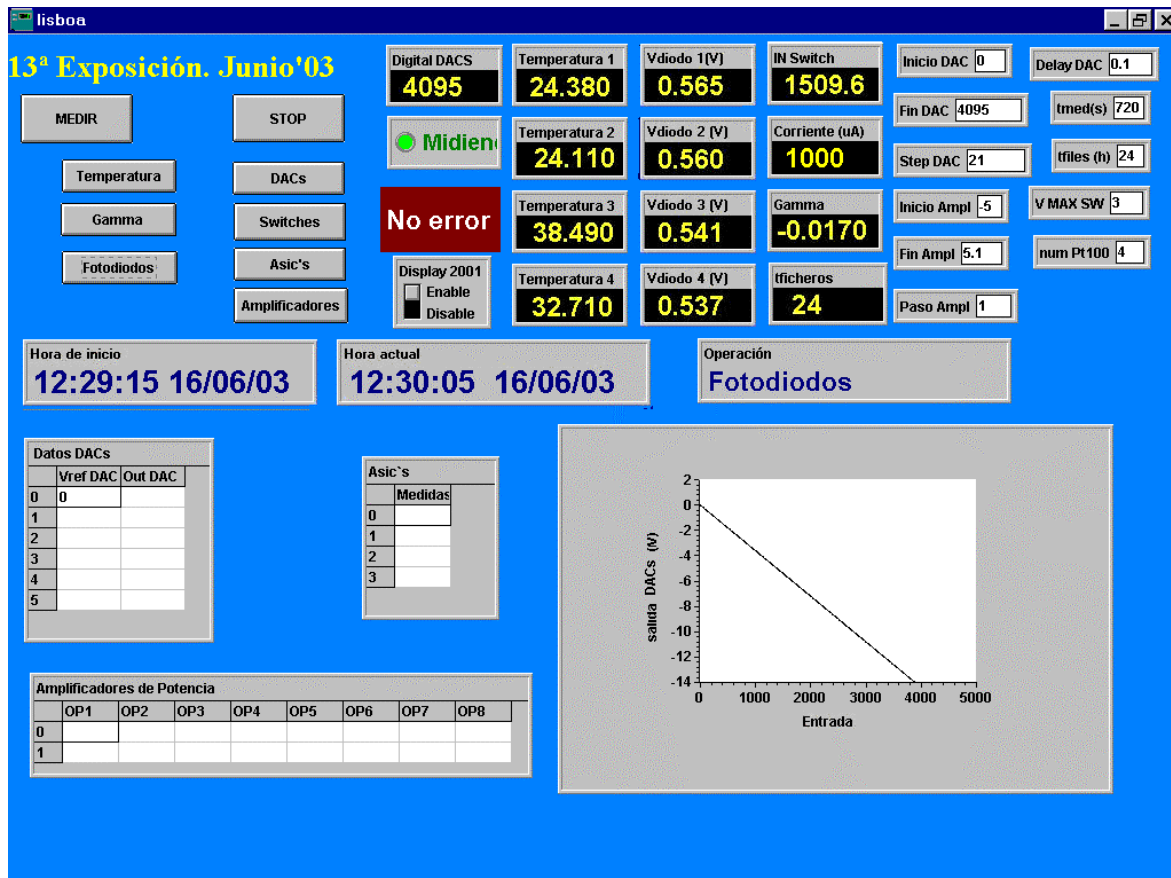 lisboa
13ª Exposición. Junio'03
MEDIR
STOP
Temperatura
DACs
Gamma
Switches
Fotodiodos
Asic's
Amplificadores
Digital DACS
4095
Midien
No error
Display 2001
Enable
Disable
Temperatura 1
24.380
Temperatura 2
24.110
Temperatura 3
38.490
Temperatura 4
32.710
Vdiodo 1(V)
0.565
Vdiodo 2 (V)
0.560
Vdiodo 3 (V)
0.541
Vdiodo 4 (V)
0.537
IN Switch
1509.6
Corriente (uA)
1000
Gamma
-0.0170
tficheros
24
Inicio DAC 0
Fin DAC 4095
Step DAC 21
Inicio Ampl -5
Fin Ampl 5.1
Paso Ampl 1
Delay DAC 0.1
tmed(s) 720
tfiles (h) 24
V MAX SW 3
num Pt100 4
Hora de inicio
12:29:15 16/06/03
Hora actual
12:30:05 16/06/03
Operación
Fotodiodos
Datos DACs
Vref DAC Out DAC
0 0
1
2
3
4
5
Asic`s
Medidas
0
1
2
3
Amplificadores de Potencia
OP1 OP2 OP3 OP4 OP5 OP6 OP7 OP8
0
1
salida DACs (V)
2
0
-2
-4
-6
-8
-10
-12
-14
0 1000 2000 3000 4000 5000
Entrada